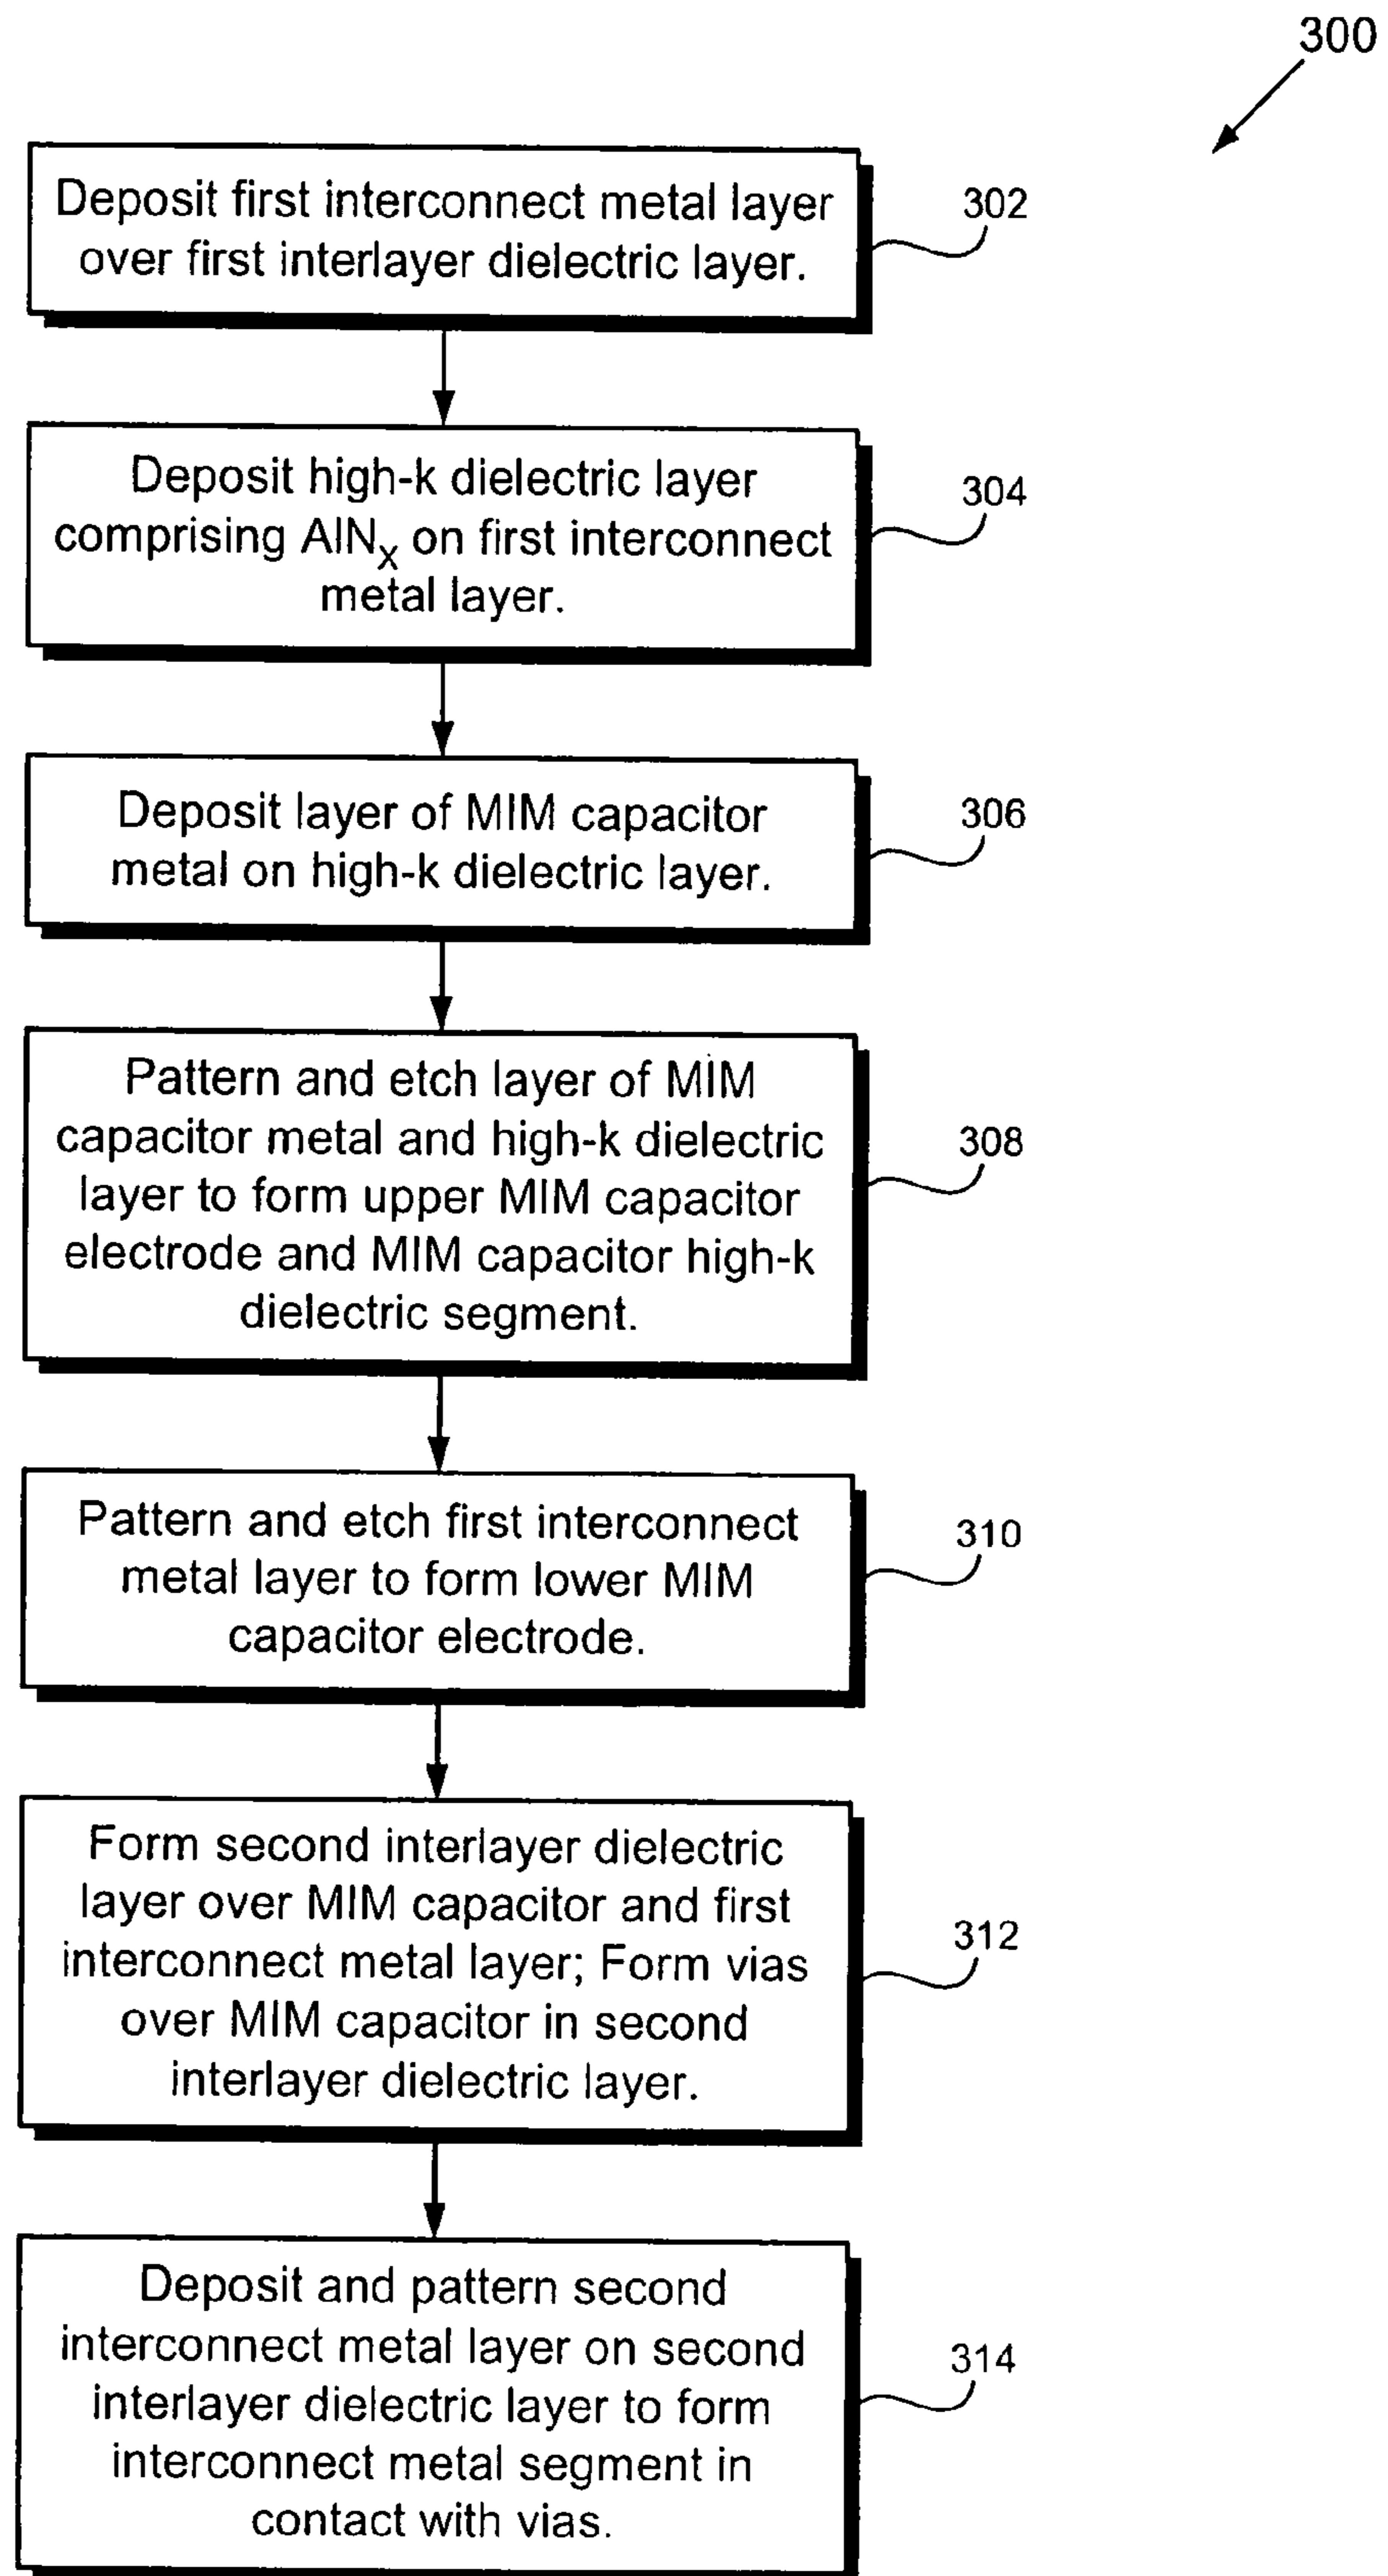 300
Deposit first interconnect metal layer
over first interlayer dielectric layer.
302
Deposit high-k dielectric layer
comprising AlNX on first interconnect
metal layer.
304
Deposit layer of MIM capacitor
metal on high-k dielectric layer.
306
Pattern and etch layer of MIM
capacitor metal and high-k dielectric
layer to form upper MIM capacitor
electrode and MIM capacitor high-k
dielectric segment.
308
Pattern and etch first interconnect
metal layer to form lower MIM
capacitor electrode.
310
Form second interlayer dielectric
layer over MIM capacitor and first
interconnect metal layer; Form vias
over MIM capacitor in second
interlayer dielectric layer.
312
Deposit and pattern second
interconnect metal layer on second
interlayer dielectric layer to form
interconnect metal segment in
contact with vias.
314